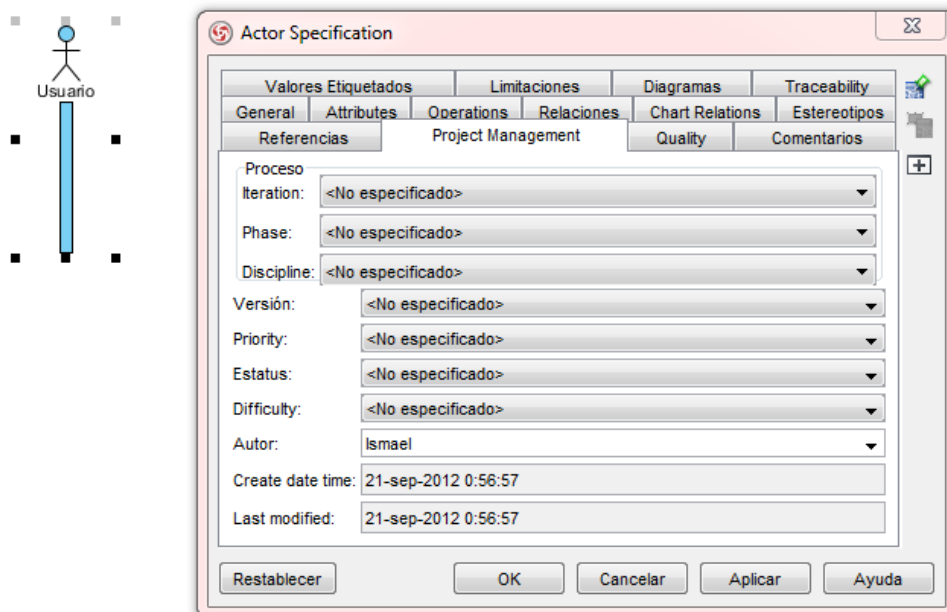 Usuario
Actor Specification
Valores Etiquetados Limitaciones Diagramas Traceability
General Attributes Operations Relaciones Chart Relations Estereotipos
Referencias Project Management Quality Comentarios
Proceso
Iteration: <No especificado>
Phase: <No especificado>
Discipline: <No especificado>
Versión: <No especificado>
Priority: <No especificado>
Estatus: <No especificado>
Difficulty: <No especificado>
Autor: Ismael
Create date time: 21-sep-2012 0:56:57
Last modified: 21-sep-2012 0:56:57
Restablecer OK Cancelar Aplicar Ayuda